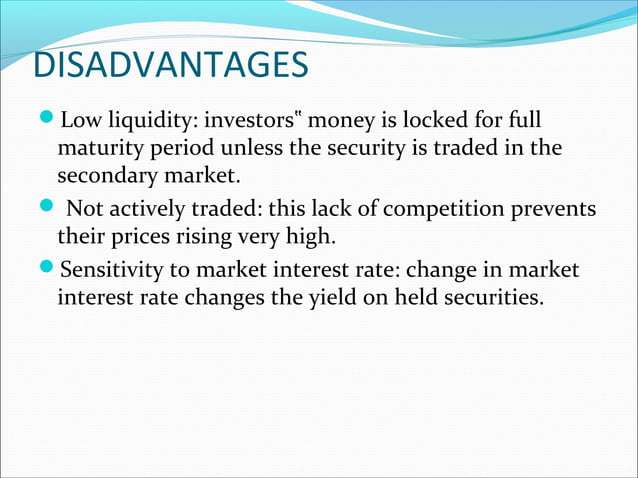 DISADVANTAGES
Low liquidity: investors‟ money is locked for full
maturity period unless the security is traded in the
secondary market.
Not actively traded: this lack of competition prevents
their prices rising very high.
Sensitivity to market interest rate: change in market
interest rate changes the yield on held securities.